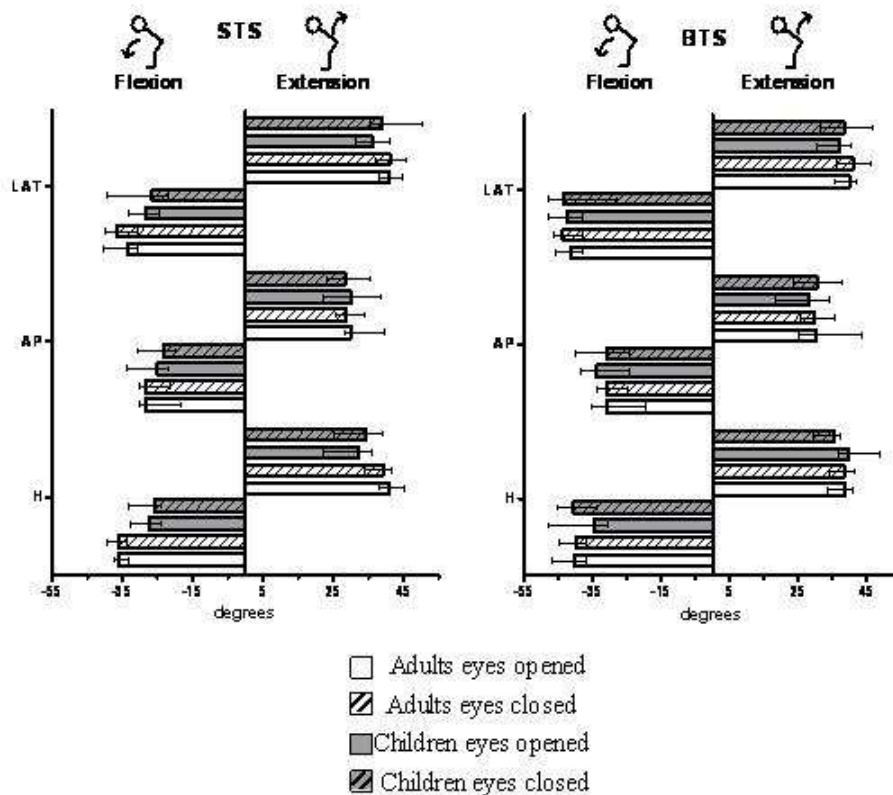 STS
Flexion Extension
LAT
AP
H
-55 -35 -15 5 25 45
degrees
BTS
Flexion Extension
LAT
AP
H
-55 -35 -15 5 25 45
degrees
Adults eyes opened
Adults eyes closed
Children eyes opened
Children eyes closed